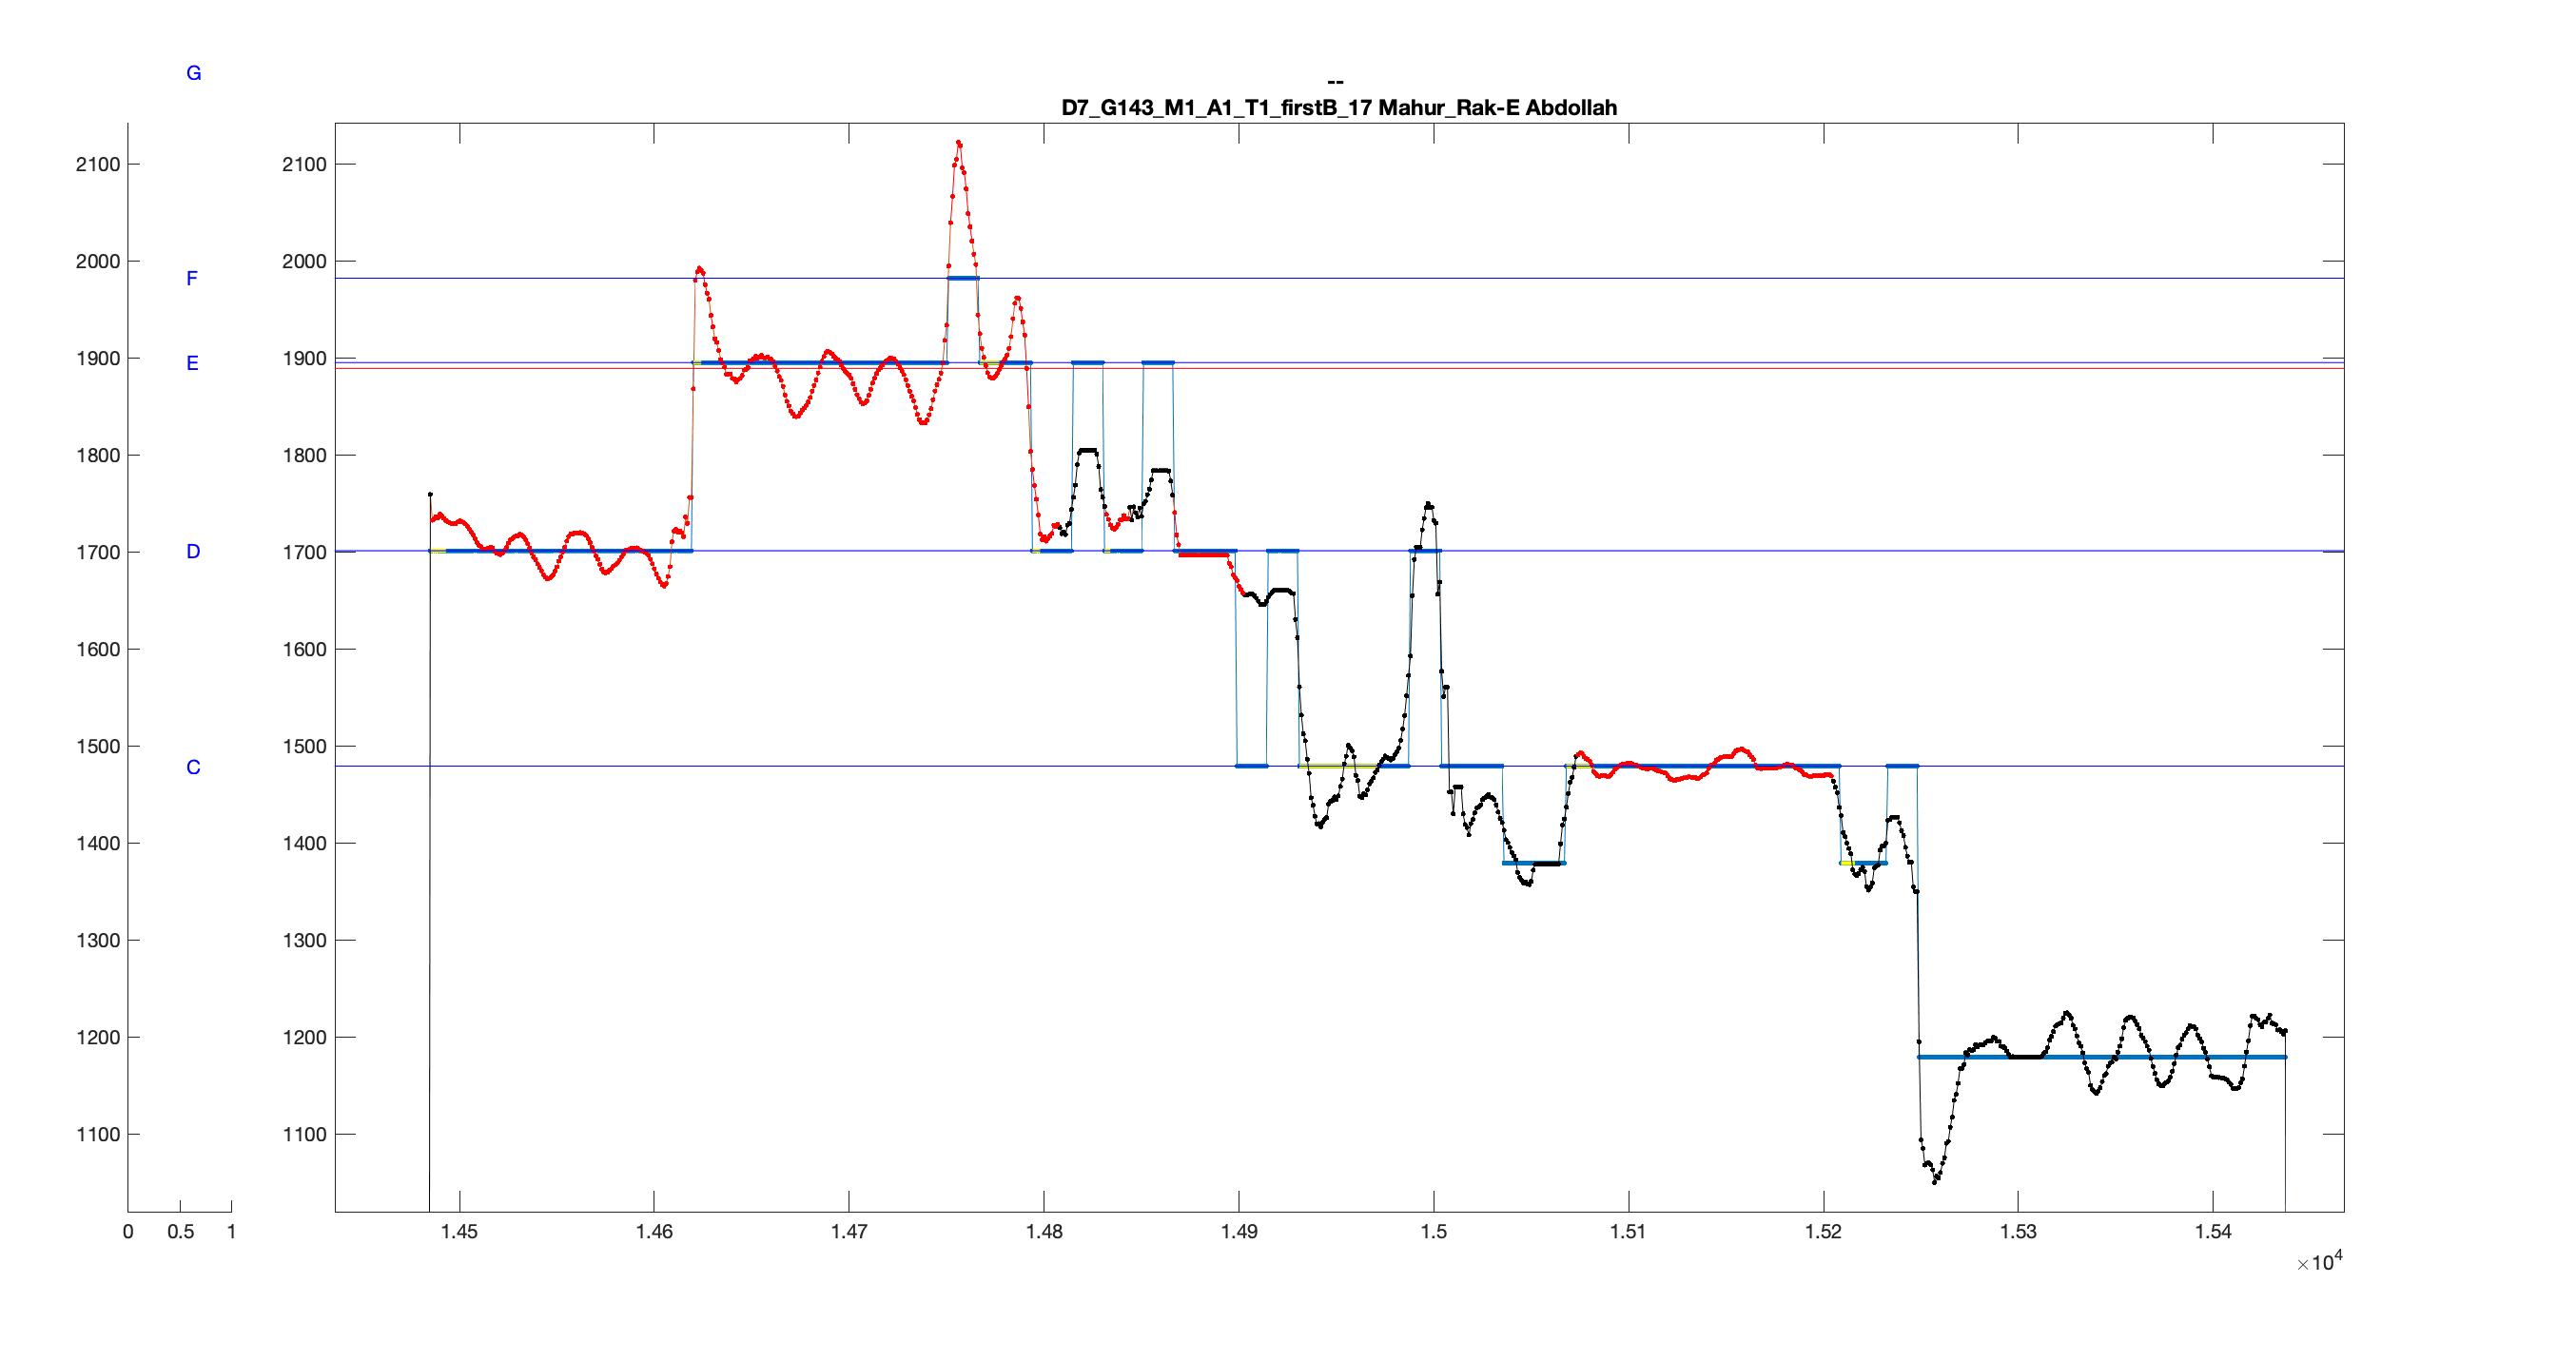 G
--
D7_G143_M1_A1_T1_firstB_17 Mahur_Rak-E Abdollah
2100 2100
2000 F 2000
1900 E 1900
1800 1800
1700 D 1700
1600 1600
1500 1500
C
1400 1400
1300 1300
1200 1200
1100 1100
0 0.5 1 1.45 1.46 1.47 1.48 1.49 1.5 1.51 1.52 1.53 1.54
×10^4